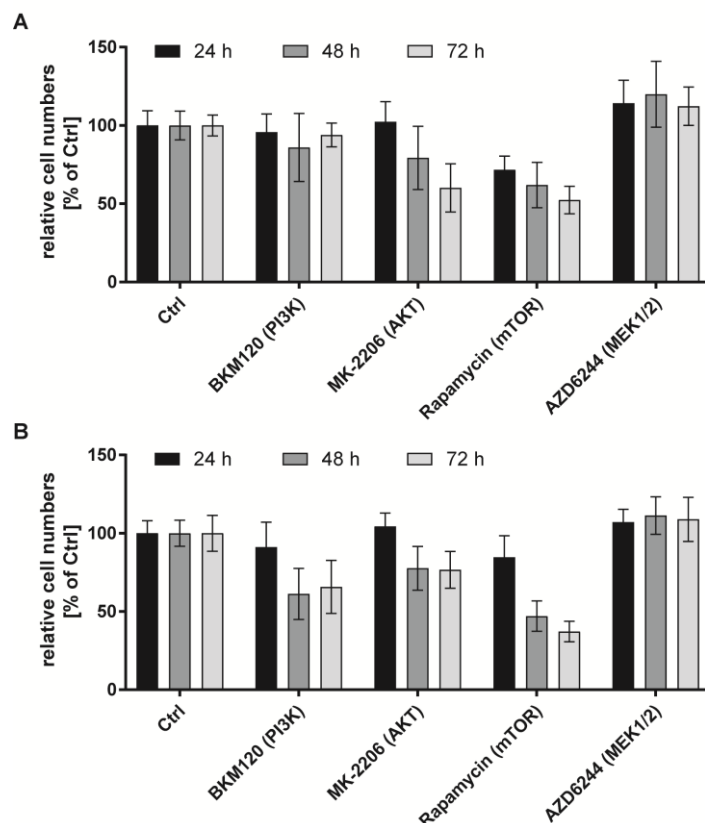 A
150
24 h 48 h 72 h
100
50
0
relative cell numbers
[% of Ctrl]
Ctrl
BKM120 (PI3K)
MK-2206 (AKT)
Rapamycin (mTOR)
AZD6244 (MEK1/2)
B
150
24 h 48 h 72 h
100
50
0
relative cell numbers
[% of Ctrl]
Ctrl
BKM120 (PI3K)
MK-2206 (AKT)
Rapamycin (mTOR)
AZD6244 (MEK1/2)